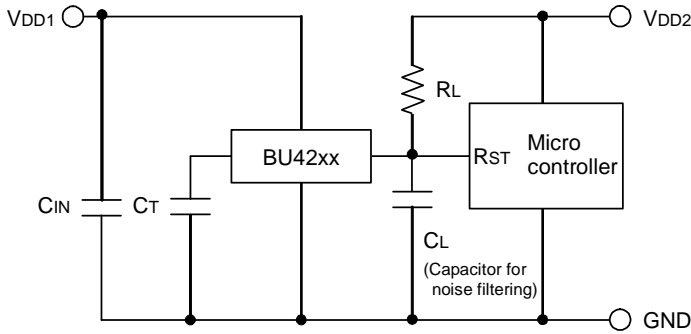 VDD1
VDD2
RL
BU42xx
RST
Micro
controller
CIN
CT
CL
(Capacitor for
noise filtering)
GND